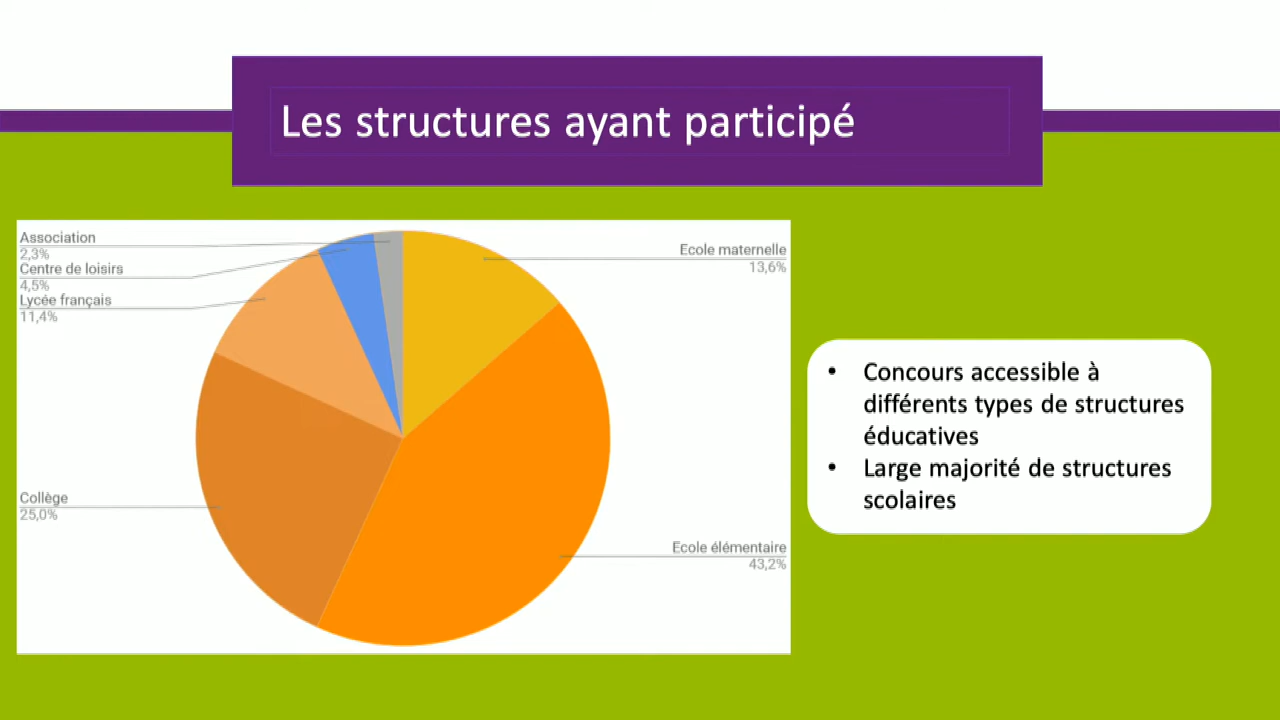 Les structures ayant participé
Association
2,3%
Centre de loisirs
4,5%
Lycée français
11,4%
Collège
25,0%
Ecole maternelle
13,6%
Ecole élémentaire
43,2%
• Concours accessible à
différents types de structures
éducatives
• Large majorité de structures
scolaires